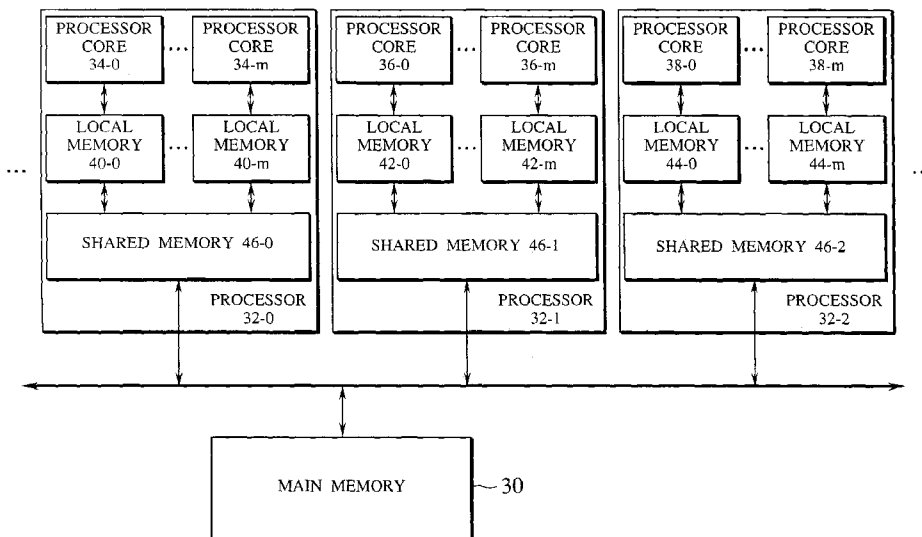 PROCESSOR CORE 34-0
... PROCESSOR CORE 34-m
PROCESSOR CORE 36-0
... PROCESSOR CORE 36-m
PROCESSOR CORE 38-0
... PROCESSOR CORE 38-m
LOCAL MEMORY 40-0
... LOCAL MEMORY 40-m
LOCAL MEMORY 42-0
... LOCAL MEMORY 42-m
LOCAL MEMORY 44-0
... LOCAL MEMORY 44-m
...
...
SHARED MEMORY 46-0
SHARED MEMORY 46-1
SHARED MEMORY 46-2
PROCESSOR
32-0
PROCESSOR
32-1
PROCESSOR
32-2
MAIN MEMORY
30